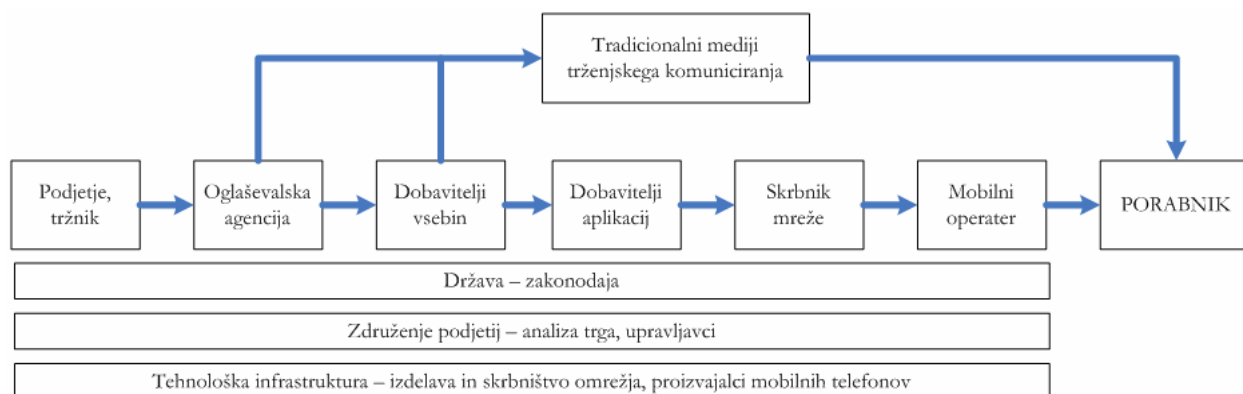 Tradicionalni mediji
trženjskega komuniciranja
Podjetje,
tržnik
Oglaševalska
agencija
Dobavitelji
vsebin
Dobavitelji
aplikacij
Skrbnik
mreže
Mobilni
operater
PORABNIK
Država – zakonodaja
Združenje podjetij – analiza trga, upravljavci
Tehnološka infrastruktura – izdelava in skrbništvo omrežja, proizvajalci mobilnih telefonov